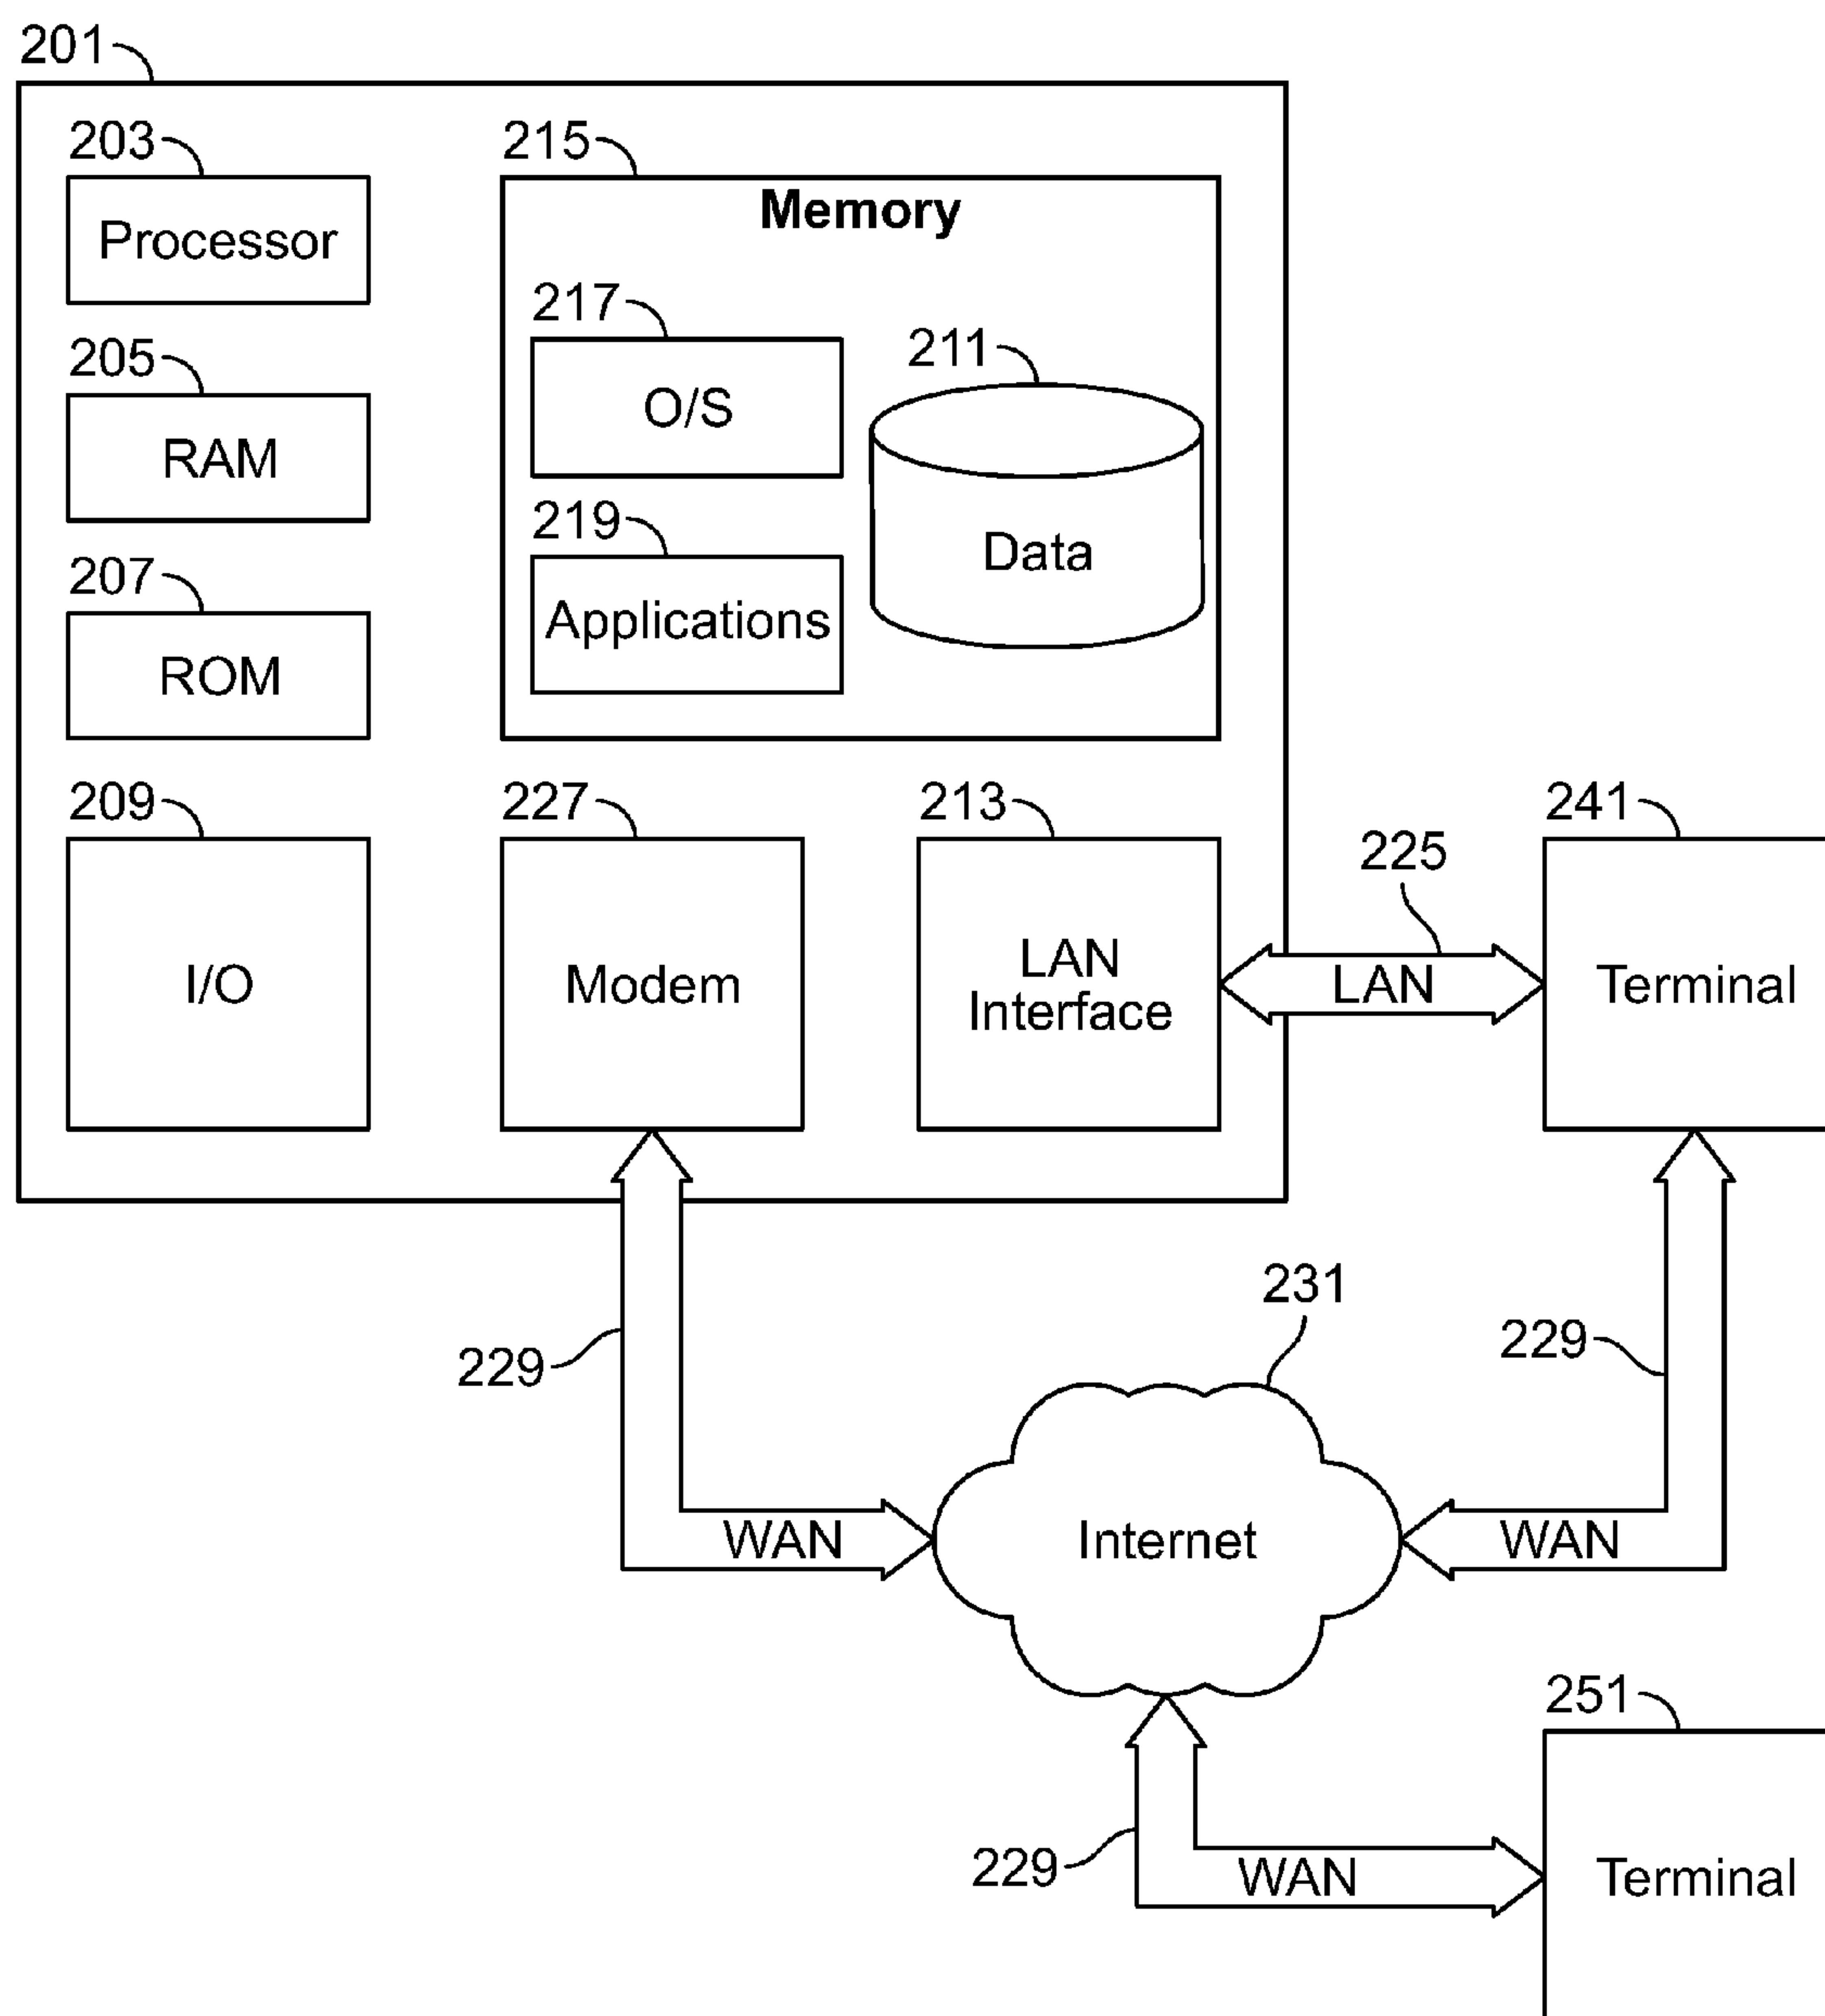 201
203
Processor
205
RAM
207
ROM
215
Memory
217
O/S
211
Data
219
Applications
209
I/O
227
Modem
213
LAN
Interface
225
LAN
241
Terminal
229
WAN
231
Internet
229
WAN
229
WAN
251
Terminal